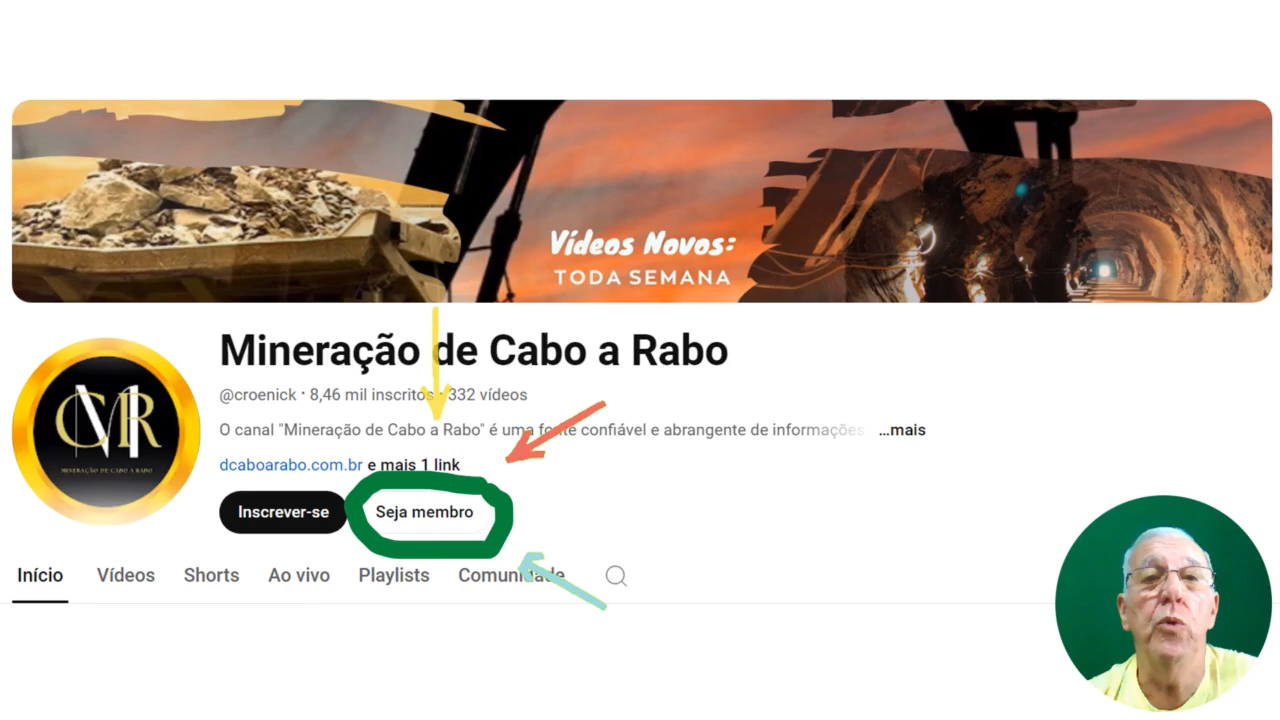 Vídeos Novos:
TODA SEMANA
Mineração de Cabo a Rabo
@croenick · 8,46 mil inscritos · 332 vídeos
O canal "Mineração de Cabo a Rabo" é uma fonte confiável e abrangente de informações ...mais
dcaboarabo.com.br e mais 1 link
CMR
MINERAÇÃO DE CABO A RABO
Inscrever-se
Seja membro
Início
Vídeos
Shorts
Ao vivo
Playlists
Comunidade